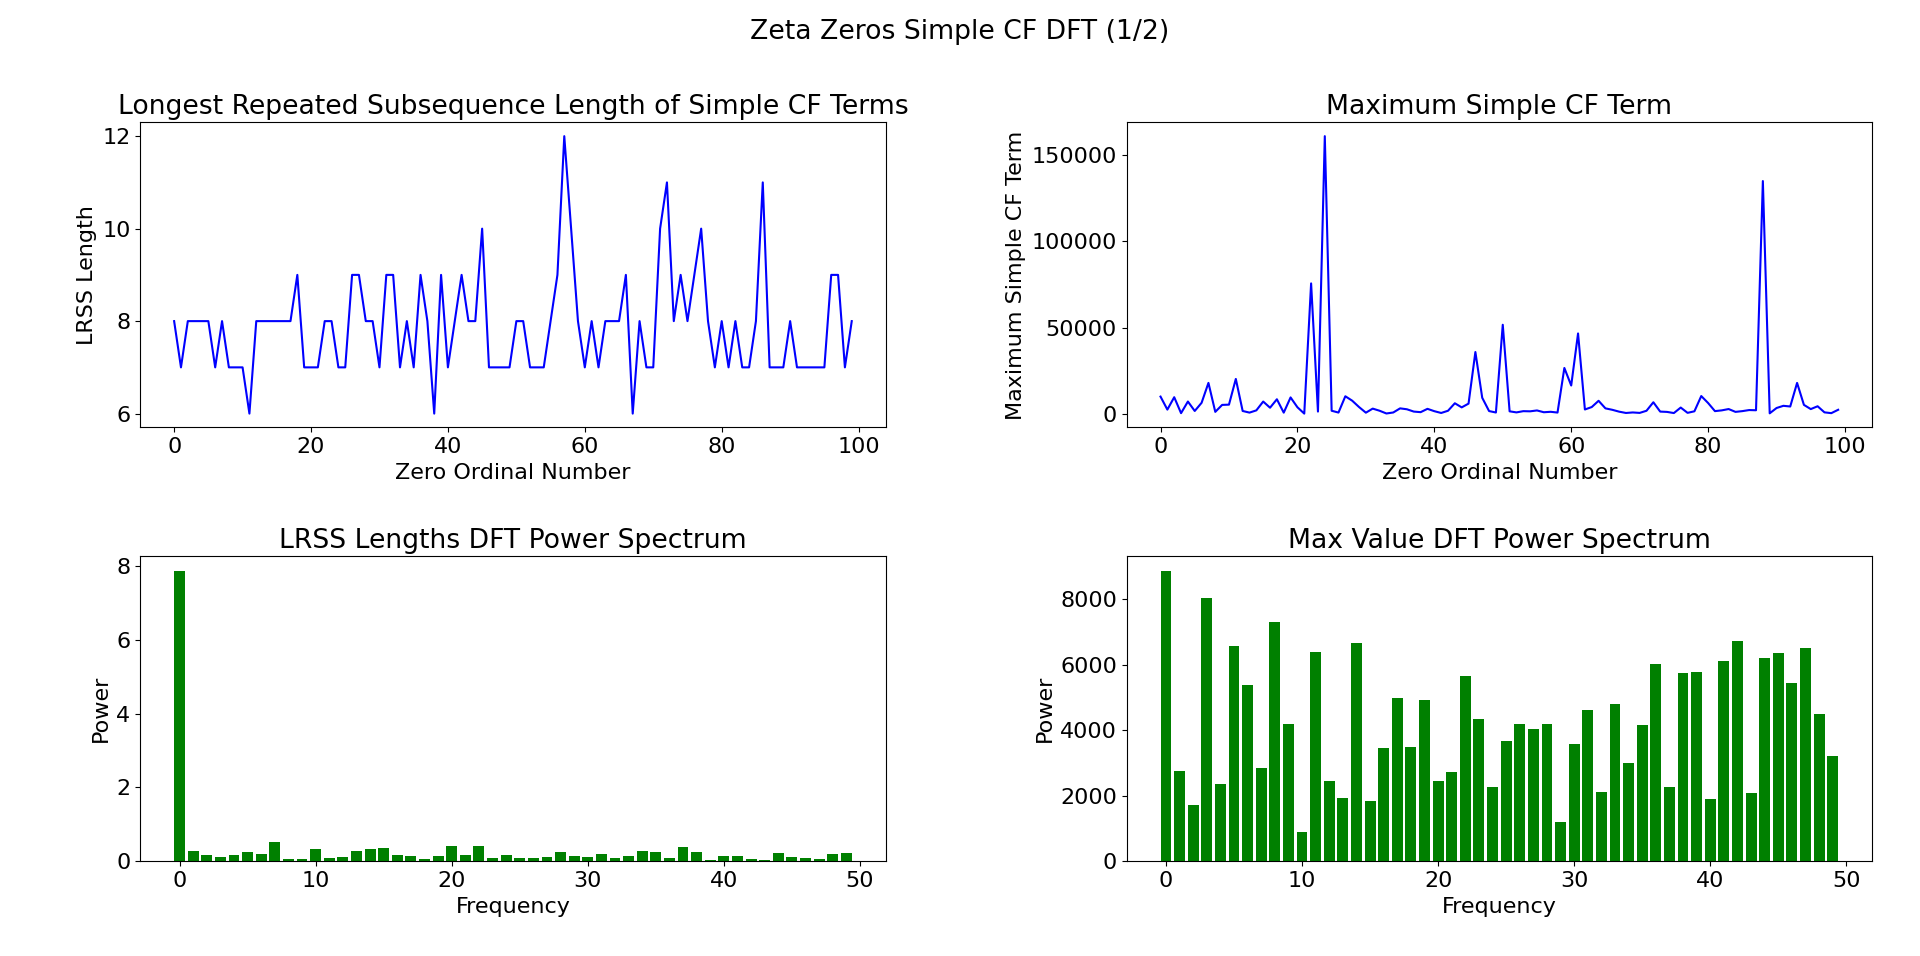 Zeta Zeros Simple CF DFT (1/2)
Longest Repeated Subsequence Length of Simple CF Terms
LRSS Length
12
10
8
6
0 20 40 60 80 100
Zero Ordinal Number
Maximum Simple CF Term
Maximum Simple CF Term
150000
100000
50000
0
0 20 40 60 80 100
Zero Ordinal Number
LRSS Lengths DFT Power Spectrum
Power
8
6
4
2
0
0 10 20 30 40 50
Frequency
Max Value DFT Power Spectrum
Power
8000
6000
4000
2000
0
0 10 20 30 40 50
Frequency